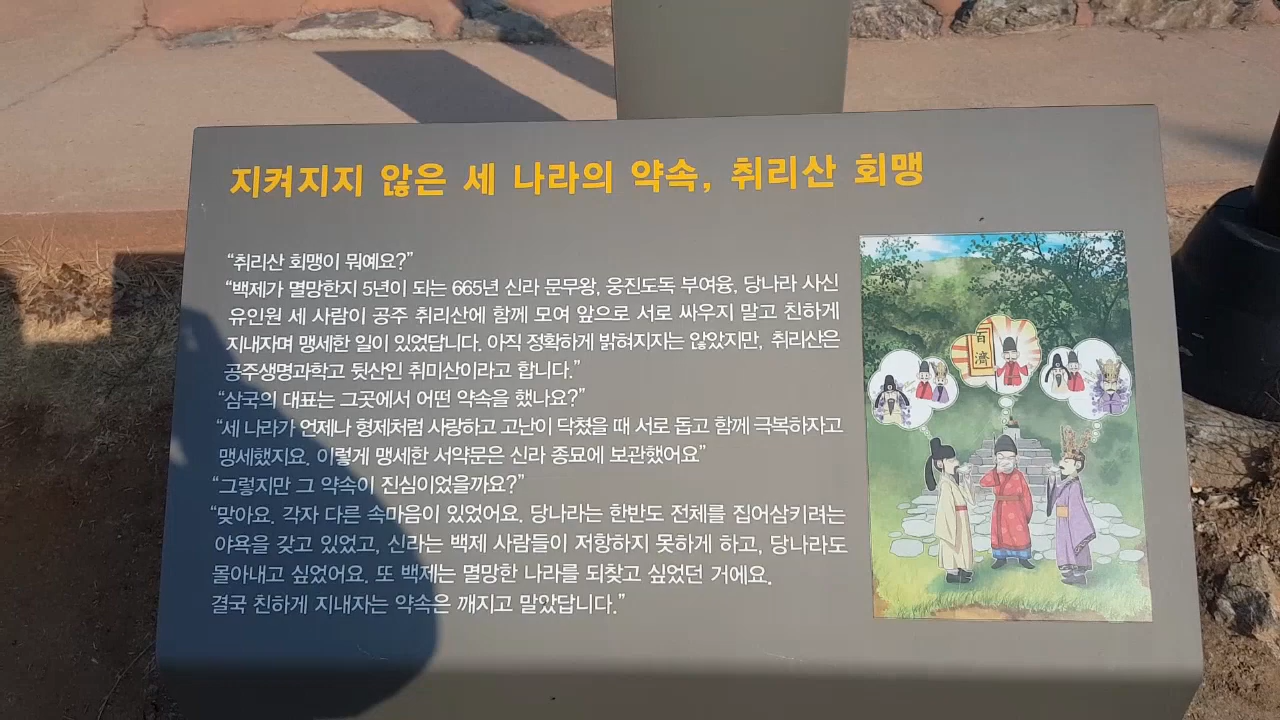 지켜지지 않은 세 나라의 약속, 취리산 회맹
“취리산 회맹이 뭐예요?”
“백제가 멸망한지 5년이 되는 665년 신라 문무왕, 웅진도독 부여융, 당나라 사신
유인원 세 사람이 공주 취리산에 함께 모여 앞으로 서로 싸우지 말고 친하게
지내자며 맹세한 일이 있었답니다. 아직 정확하게 밝혀지지는 않았지만, 취리산은
공주생명과학고 뒷산인 취미산이라고 합니다.”
“삼국의 대표는 그곳에서 어떤 약속을 했나요?”
“세 나라가 언제나 형제처럼 사랑하고 고난이 닥쳤을 때 서로 돕고 함께 극복하자고
맹세했지요. 이렇게 맹세한 서약문은 신라 종묘에 보관했어요”
“그렇지만 그 약속이 진심이었을까요?”
“맞아요. 각자 다른 속마음이 있었어요. 당나라는 한반도 전체를 집어삼키려는
야욕을 갖고 있었고, 신라는 백제 사람들이 저항하지 못하게 하고, 당나라도
몰아내고 싶었어요. 또 백제는 멸망한 나라를 되찾고 싶었던 거에요.
결국 친하게 지내자는 약속은 깨지고 말았답니다.”
百濟